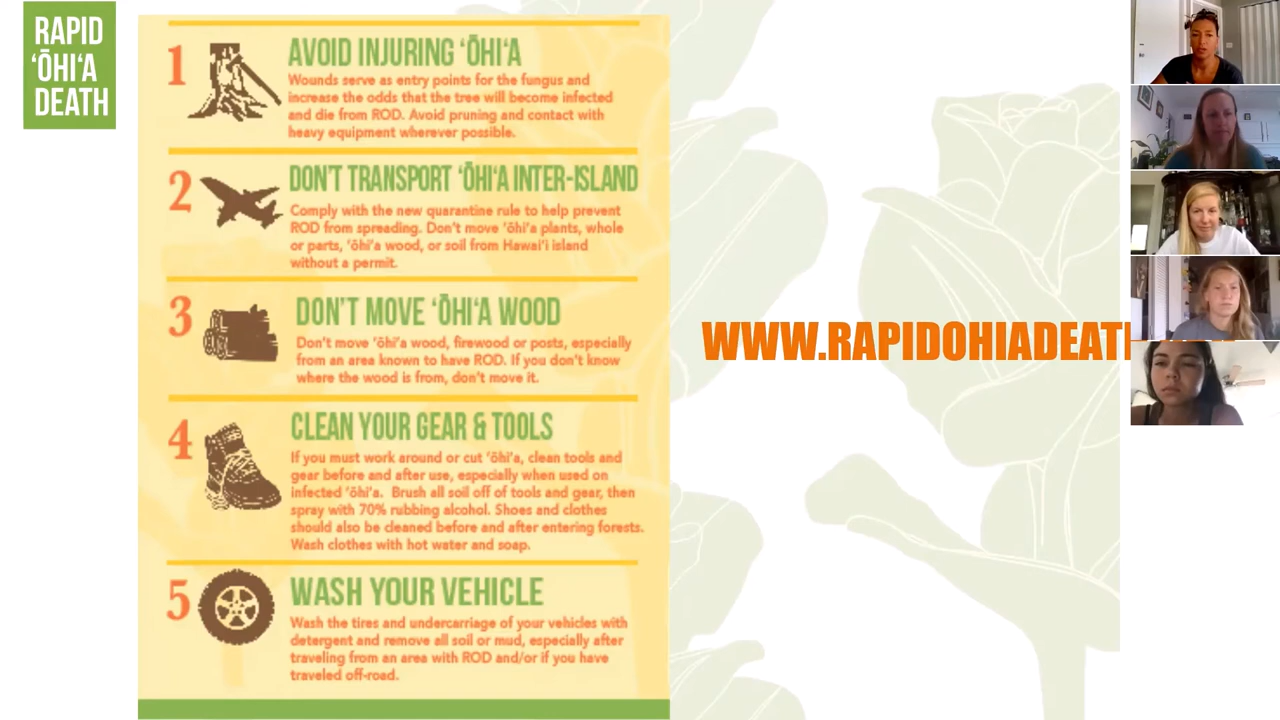 RAPID
ʻŌHIʻA
DEATH
1
AVOID INJURING ʻŌHIʻA
Wounds serve as entry points for the fungus and
increase the odds that the tree will become infected
and die from ROD. Avoid pruning and contact with
heavy equipment wherever possible.
2
DON'T TRANSPORT ʻŌHIʻA INTER-ISLAND
Comply with the new quarantine rule to help prevent
ROD from spreading. Don't move ʻōhiʻa plants, whole
or parts, ʻōhiʻa wood, or soil from Hawaiʻi island
without a permit.
3
DON'T MOVE ʻŌHIʻA WOOD
Don't move ʻōhiʻa wood, firewood or posts, especially
from an area known to have ROD. If you don't know
where the wood is from, don't move it.
4
CLEAN YOUR GEAR & TOOLS
If you must work around or cut ʻōhiʻa, clean tools and
gear before and after use, especially when used on
infected ʻōhiʻa. Brush all soil off of tools and gear, then
spray with 70% rubbing alcohol. Shoes and clothes
should also be cleaned before and after entering forests.
Wash clothes with hot water and soap.
5
WASH YOUR VEHICLE
Wash the tires and undercarriage of your vehicles with
detergent and remove all soil or mud, especially after
traveling from an area with ROD and/or if you have
traveled off-road.
WWW.RAPIDOHIADEAT